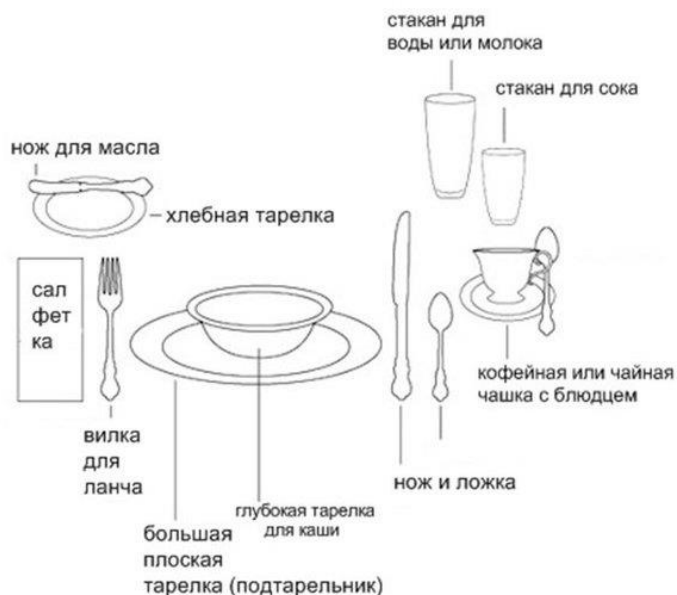 стакан для
воды или молока
стакан для сока
нож для масла
хлебная тарелка
сал
фет
ка
кофейная или чайная
чашка с блюдцем
вилка
для
ланча
нож и ложка
глубокая тарелка
для каши
большая
плоская
тарелка (подтарельник)